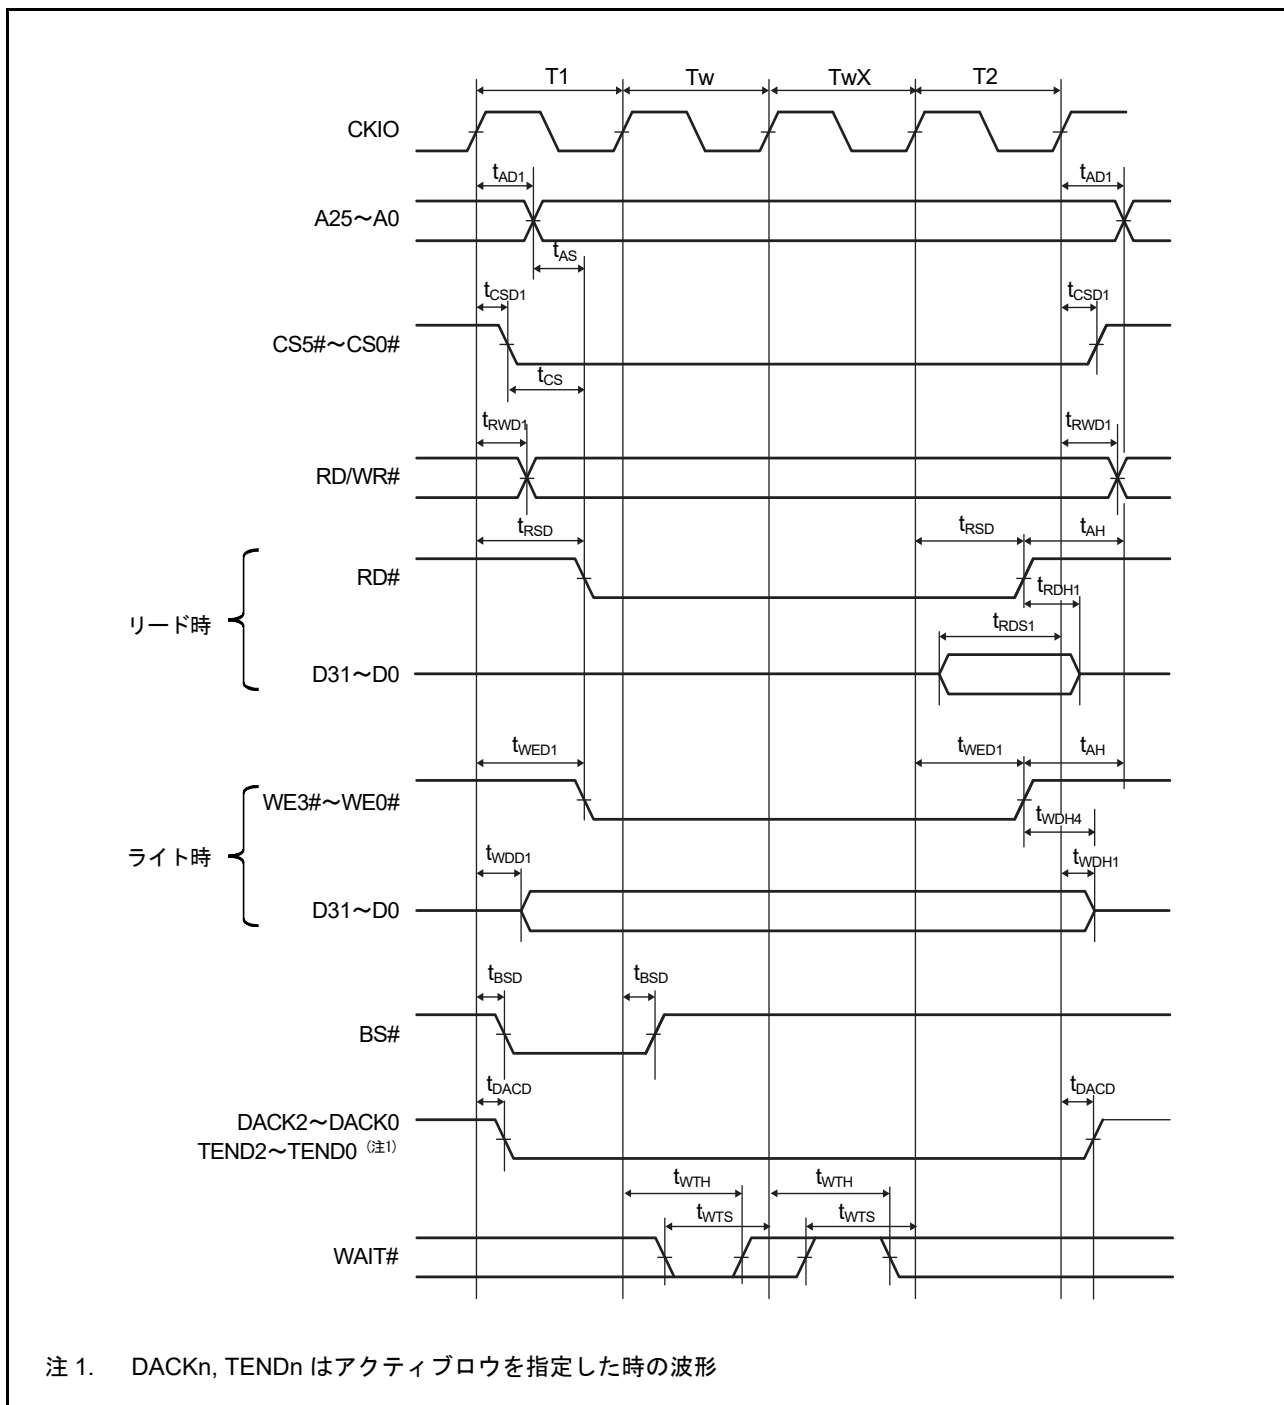 T1 Tw TwX T2
CKIO
tAD1 tAD1
A25～A0
tAS
tCSD1 tCSD1
CS5#～CS0#
tCS
tRWD1 tRWD1
RD/WR#
tRSD tRSD tAH
RD#
tRDH1
リード時
tRDS1
D31～D0
tWED1 tWED1 tAH
WE3#～WE0#
tWDH4
ライト時
tWDD1 tWDH1
D31～D0
tBSD tBSD
BS#
tDACD tDACD
DACK2～DACK0
TEND2～TEND0 （注1）
tWTH tWTH
tWTS tWTS
WAIT#
注 1. DACKn, TENDn はアクティブロウを指定した時の波形